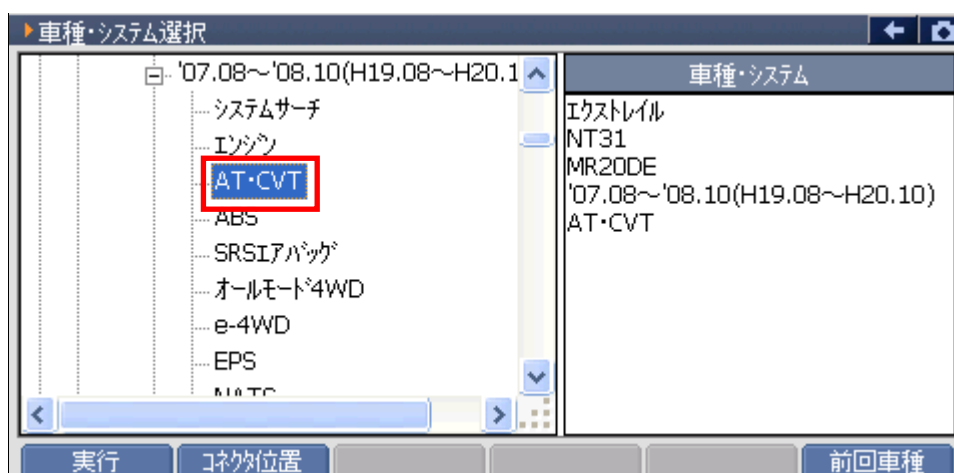 車種・システム選択
'07.08～'08.10(H19.08～H20.1
システムサーチ
エンジン
AT・CVT
ABS
SRSエアバッグ
オールモード4WD
e-4WD
EPS
NATS
車種・システム
エクストレイル
NT31
MR20DE
'07.08～'08.10(H19.08～H20.10)
AT・CVT
実行
コネクタ位置
前回車種